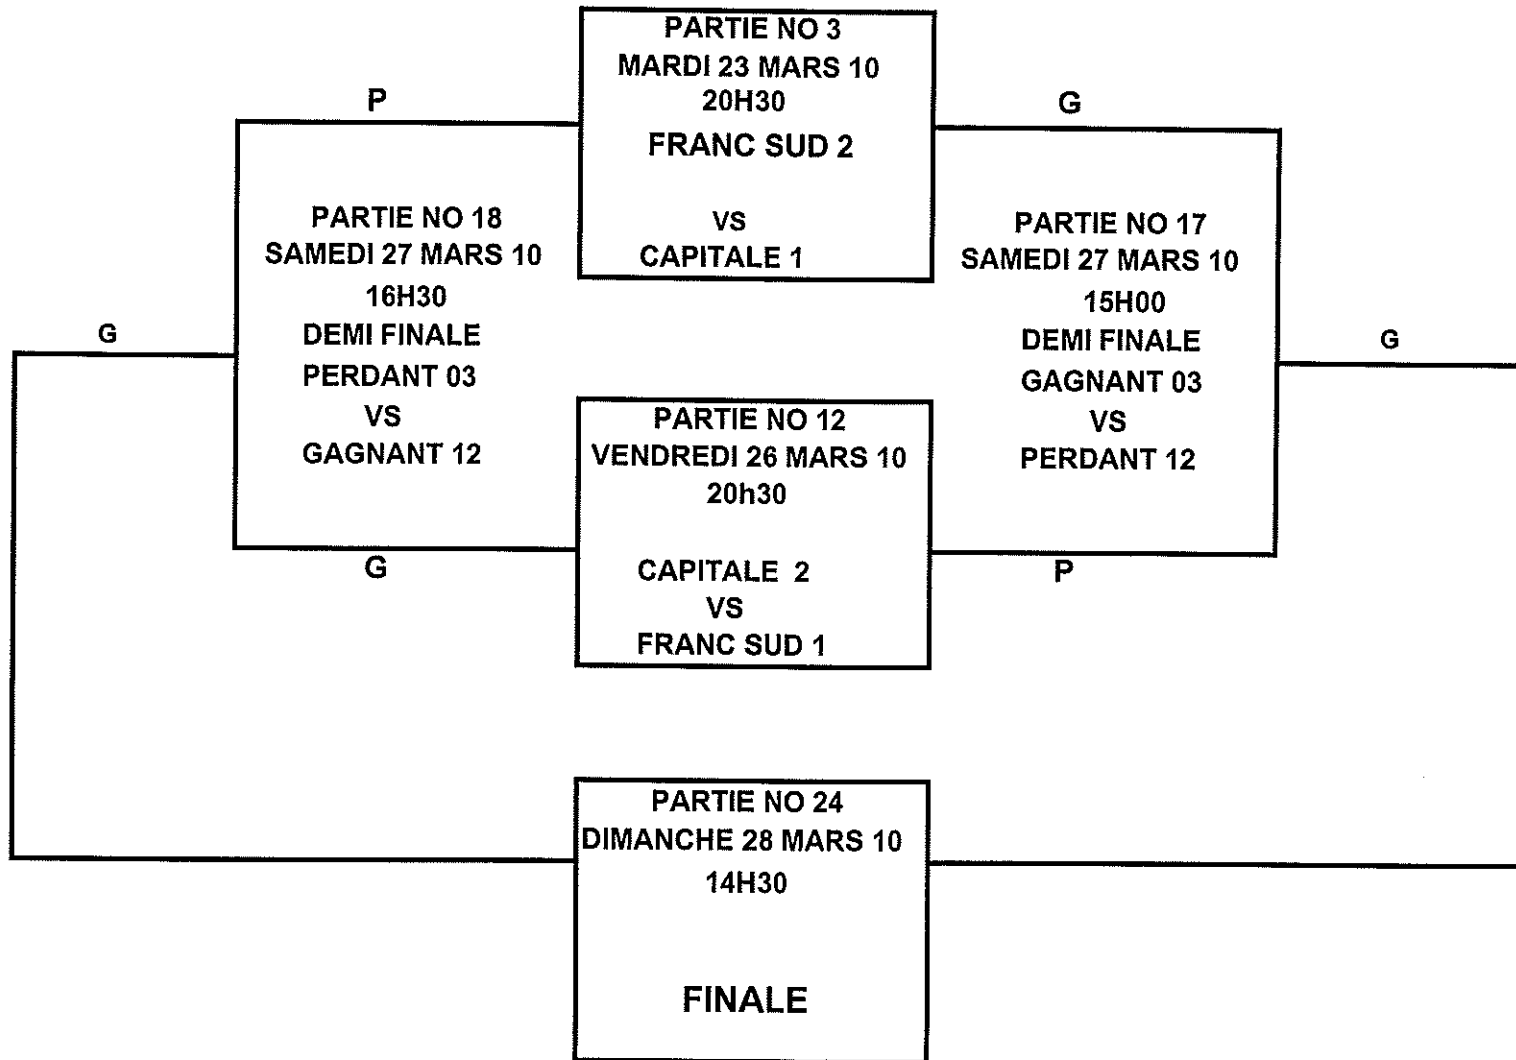 PARTIE NO 3
MARDI 23 MARS 10
20H30
FRANC SUD 2
VS
CAPITALE 1
P
G
PARTIE NO 18
SAMEDI 27 MARS 10
16H30
DEMI FINALE
PERDANT 03
VS
GAGNANT 12
G
G
PARTIE NO 17
SAMEDI 27 MARS 10
15H00
DEMI FINALE
GAGNANT 03
VS
PERDANT 12
G
P
PARTIE NO 12
VENDREDI 26 MARS 10
20h30
CAPITALE 2
VS
FRANC SUD 1
PARTIE NO 24
DIMANCHE 28 MARS 10
14H30
FINALE